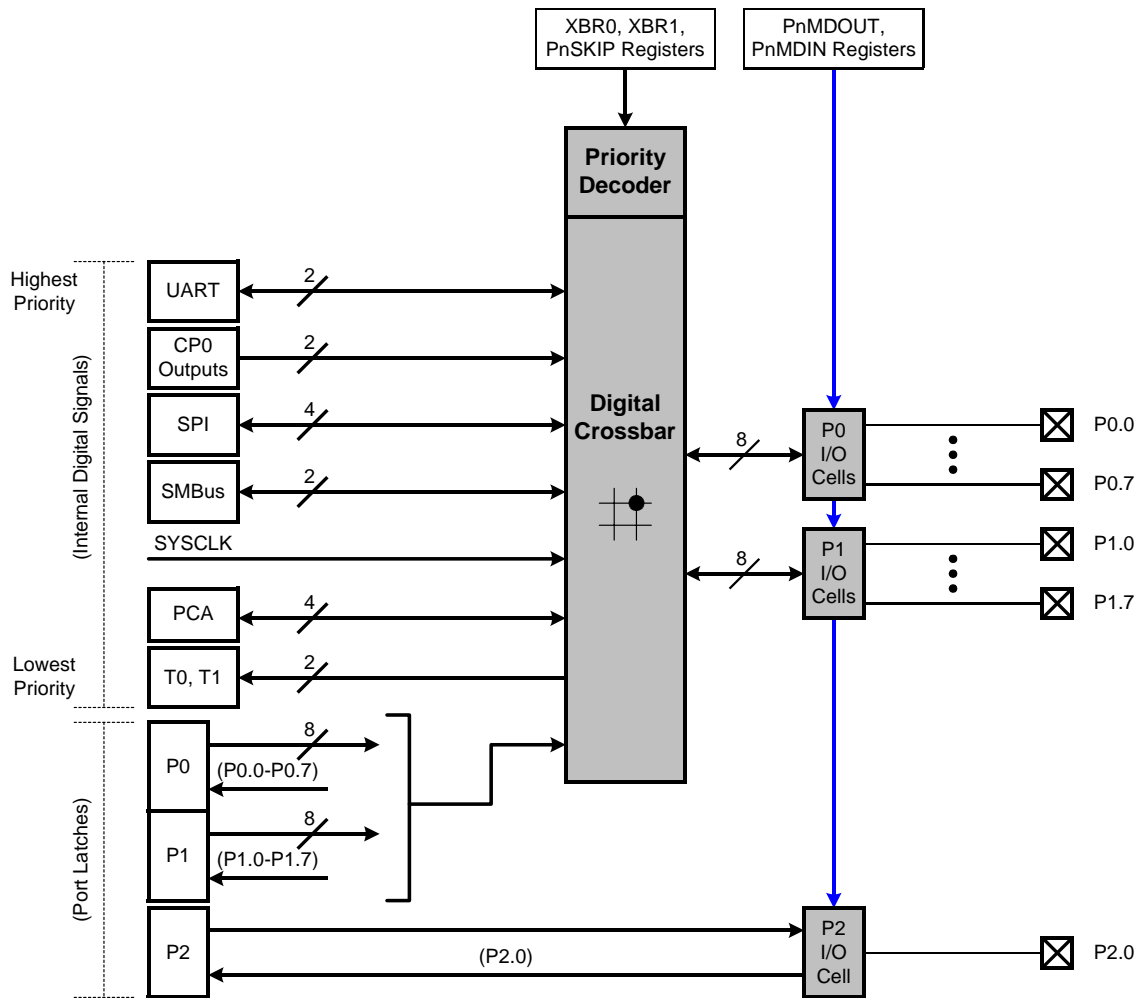 XBR0, XBR1,
PnSKIP Registers
PnMDOUT,
PnMDIN Registers
Priority
Decoder
Highest
Priority
UART
2
CP0
Outputs
2
(Internal Digital Signals)
SPI
4
Digital
Crossbar
SMBus
2
SYSCLK
PCA
4
Lowest
Priority
T0, T1
2
8
P0
I/O
Cells
P0.0
P0.7
8
P1
I/O
Cells
P1.0
P1.7
(Port Latches)
P0
8
(P0.0-P0.7)
P1
8
(P1.0-P1.7)
P2
(P2.0)
P2
I/O
Cell
P2.0